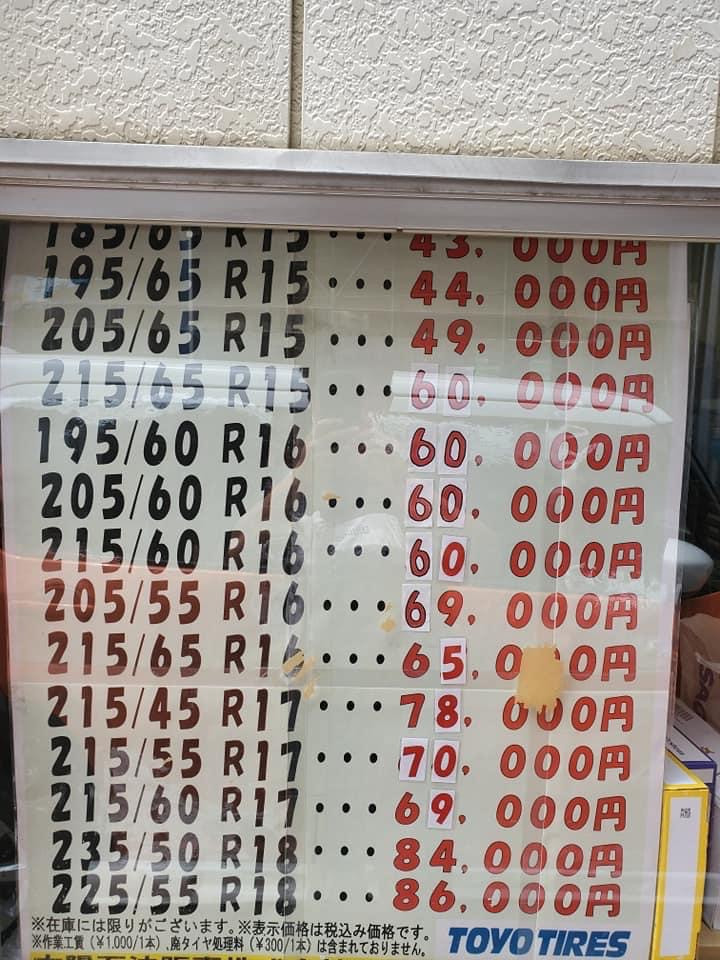 185/65 R15・・・43,000円
195/65 R15・・・44,000円
205/65 R15・・・49,000円
215/65 R15・・・60,000円
195/60 R16・・・60,000円
205/60 R16・・・60,000円
215/60 R16・・・60,000円
205/55 R16・・・69,000円
215/65 R16・・・65,000円
215/45 R17・・・78,000円
215/55 R17・・・70,000円
215/60 R17・・・69,000円
235/50 R18・・・84,000円
225/55 R18・・・86,000円
※在庫には限りがございます。※表示価格は税込み価格です。
※作業工賃(¥1,000/1本)、廃タイヤ処理料(¥300/1本)は含まれておりません。
TOYO TIRES